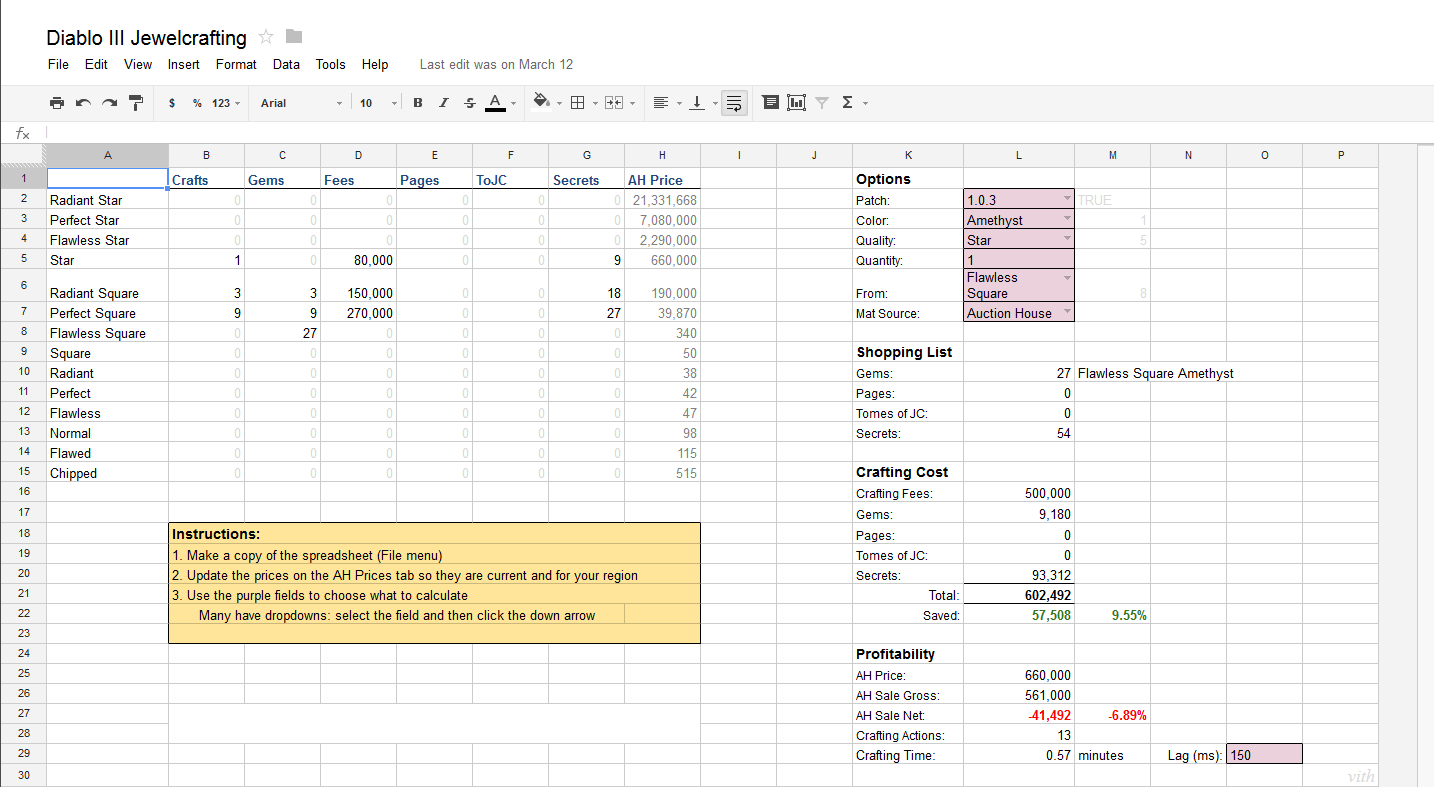 Diablo III Jewelcrafting
File Edit View Insert Format Data Tools Help Last edit was on March 12
$ % 123 Arial 10 B I S A Σ
fx
A B C D E F G H I J K L M N O P
1 Crafts Gems Fees Pages ToJC Secrets AH Price Options
2 Radiant Star 0 0 0 0 0 0 21,331,668 Patch: 1.0.3 TRUE
3 Perfect Star 0 0 0 0 0 0 7,080,000 Color: Amethyst 1
4 Flawless Star 0 0 0 0 0 0 2,290,000 Quality: Star 5
5 Star 1 0 80,000 0 0 9 660,000 Quantity: 1
6 Radiant Square 3 3 150,000 0 0 18 190,000 From: Flawless Square 8
7 Perfect Square 9 9 270,000 0 0 27 39,870 Mat Source: Auction House
8 Flawless Square 0 27 0 0 0 0 340
9 Square 0 0 0 0 0 0 50 Shopping List
10 Radiant 0 0 0 0 0 0 38 Gems: 27 Flawless Square Amethyst
11 Perfect 0 0 0 0 0 0 42 Pages: 0
12 Flawless 0 0 0 0 0 0 47 Tomes of JC: 0
13 Normal 0 0 0 0 0 0 98 Secrets: 54
14 Flawed 0 0 0 0 0 0 115
15 Chipped 0 0 0 0 0 0 515 Crafting Cost
16 Crafting Fees: 500,000
17 Gems: 9,180
18 Instructions: Pages: 0
19 1. Make a copy of the spreadsheet (File menu) Tomes of JC: 0
20 2. Update the prices on the AH Prices tab so they are current and for your region Secrets: 93,312
21 3. Use the purple fields to choose what to calculate Total: 602,492
22 Many have dropdowns: select the field and then click the down arrow Saved: 57,508 9.55%
23
24 Profitability
25 AH Price: 660,000
26 AH Sale Gross: 561,000
27 AH Sale Net: -41,492 -6.89%
28 Crafting Actions: 13
29 Crafting Time: 0.57 minutes Lag (ms): 150
30 vith